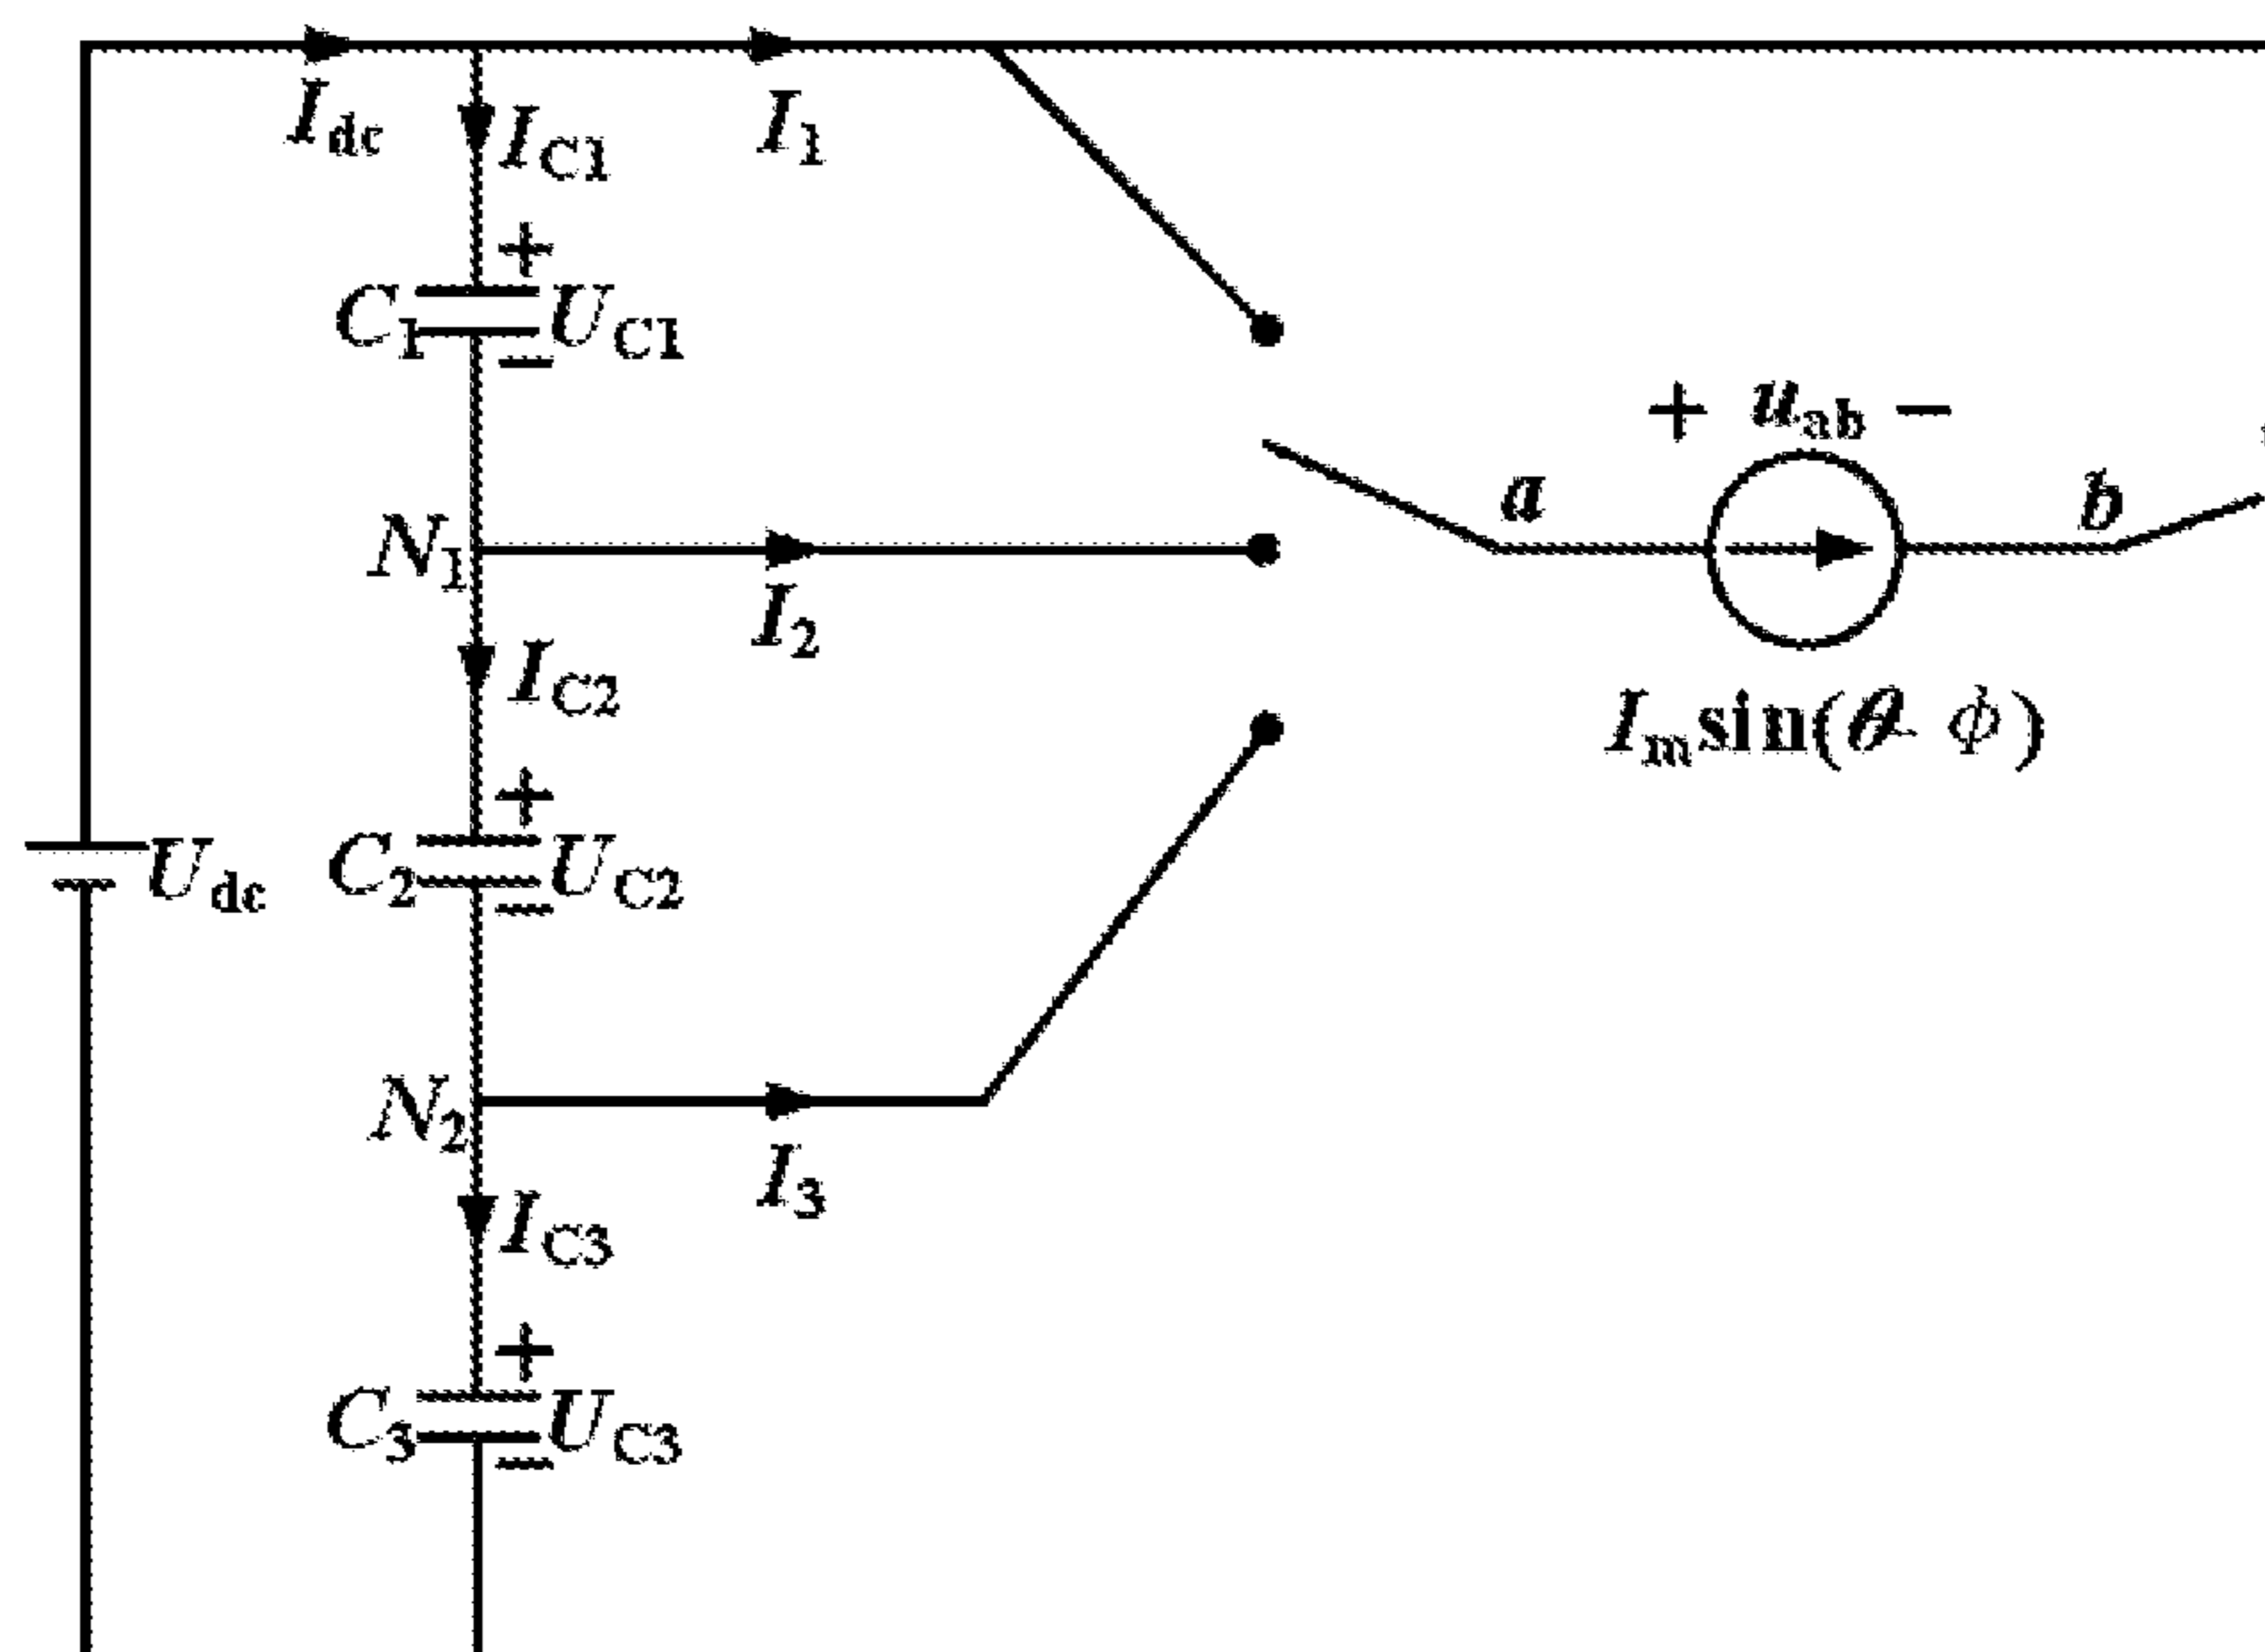 I_dc
I_C1
I_1
+
C_1
U_C1
−
+ u_ab −
a
b
N_1
I_2
I_C2
I_m sin(θ- φ)
+
U_dc
C_2
U_C2
−
N_2
I_3
I_C3
+
C_3
U_C3
−